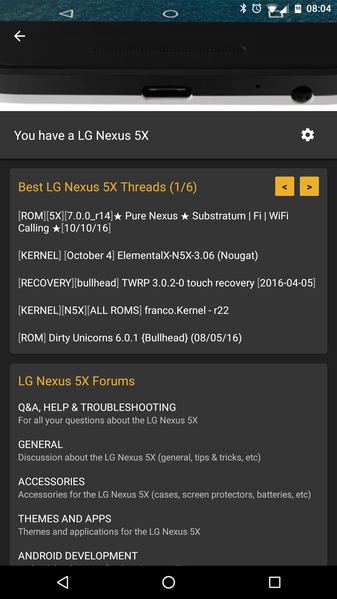 08:04
You have a LG Nexus 5X
Best LG Nexus 5X Threads (1/6)
< >
[ROM][5X][7.0.0_r14]★ Pure Nexus ★ Substratum | Fi | WiFi
Calling ★[10/10/16]
[KERNEL] [October 4] ElementalX-N5X-3.06 (Nougat)
[RECOVERY][bullhead] TWRP 3.0.2-0 touch recovery [2016-04-05]
[KERNEL][N5X][ALL ROMS] franco.Kernel - r22
[ROM] Dirty Unicorns 6.0.1 {Bullhead} (08/05/16)
LG Nexus 5X Forums
Q&A, HELP & TROUBLESHOOTING
For all your questions about the LG Nexus 5X
GENERAL
Discussion about the LG Nexus 5X (general, tips & tricks, etc)
ACCESSORIES
Accessories for the LG Nexus 5X (cases, screen protectors, batteries, etc)
THEMES AND APPS
Themes and applications for the LG Nexus 5X
ANDROID DEVELOPMENT